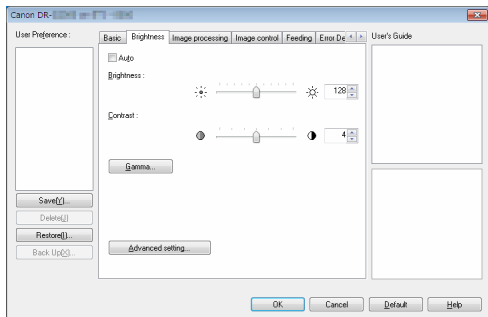 Canon DR-
User Preference :
Basic
Brightness
Image processing
Image control
Feeding
Error De
User's Guide
Auto
Brightness :
128
Contrast :
4
Gamma...
Save(Y)...
Delete(J)
Restore(I)...
Back Up(X)...
Advanced setting...
OK
Cancel
Default
Help